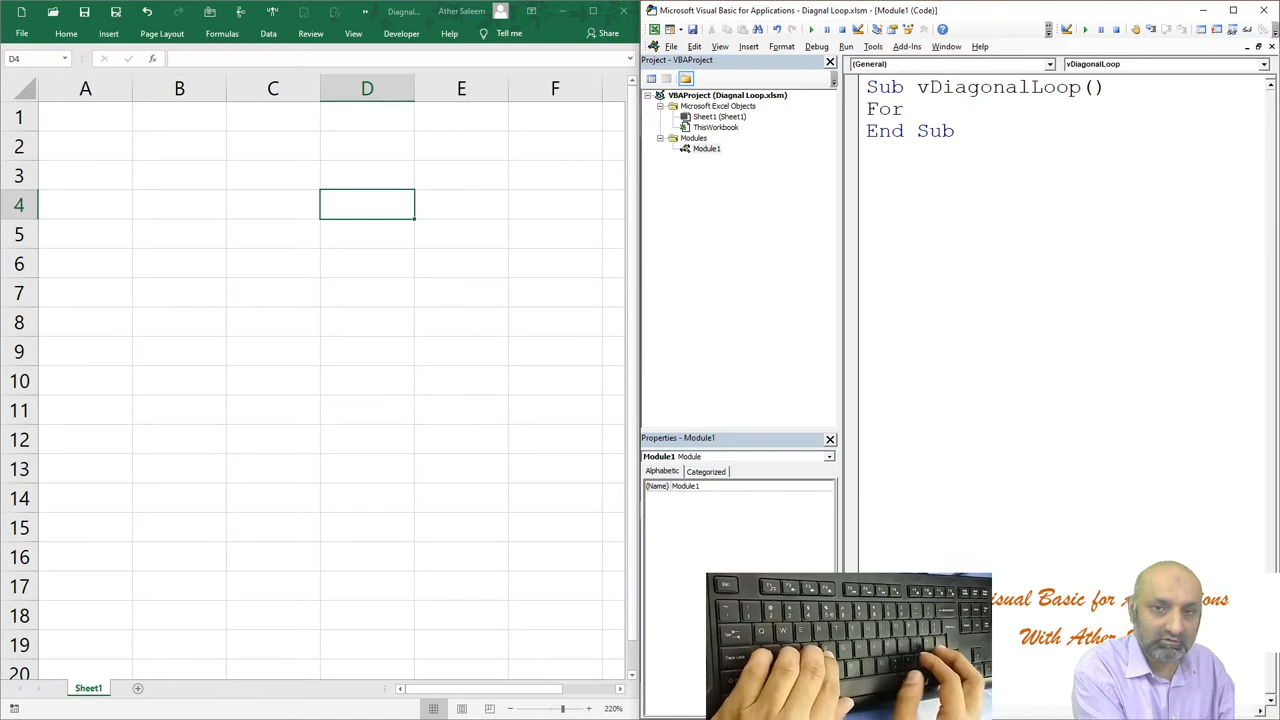 Diagnal...
Ather Saleem
File
Home
Insert
Page Layout
Formulas
Data
Review
View
Developer
Help
Tell me
Share
D4
A
B
C
D
E
F
1
2
3
4
5
6
7
8
9
10
11
12
13
14
15
16
17
18
Sheet1
220%
Microsoft Visual Basic for Applications - Diagnal Loop.xlsm - [Module1 (Code)]
File Edit View Insert Format Debug Run Tools Add-Ins Window Help
Project - VBAProject
VBAProject (Diagnal Loop.xlsm)
Microsoft Excel Objects
Sheet1 (Sheet1)
ThisWorkbook
Modules
Module1
Properties - Module1
Module1 Module
Alphabetic Categorized
(Name) Module1
(General)
vDiagonalLoop
Sub vDiagonalLoop()
For
End Sub
Basic for
With Ather